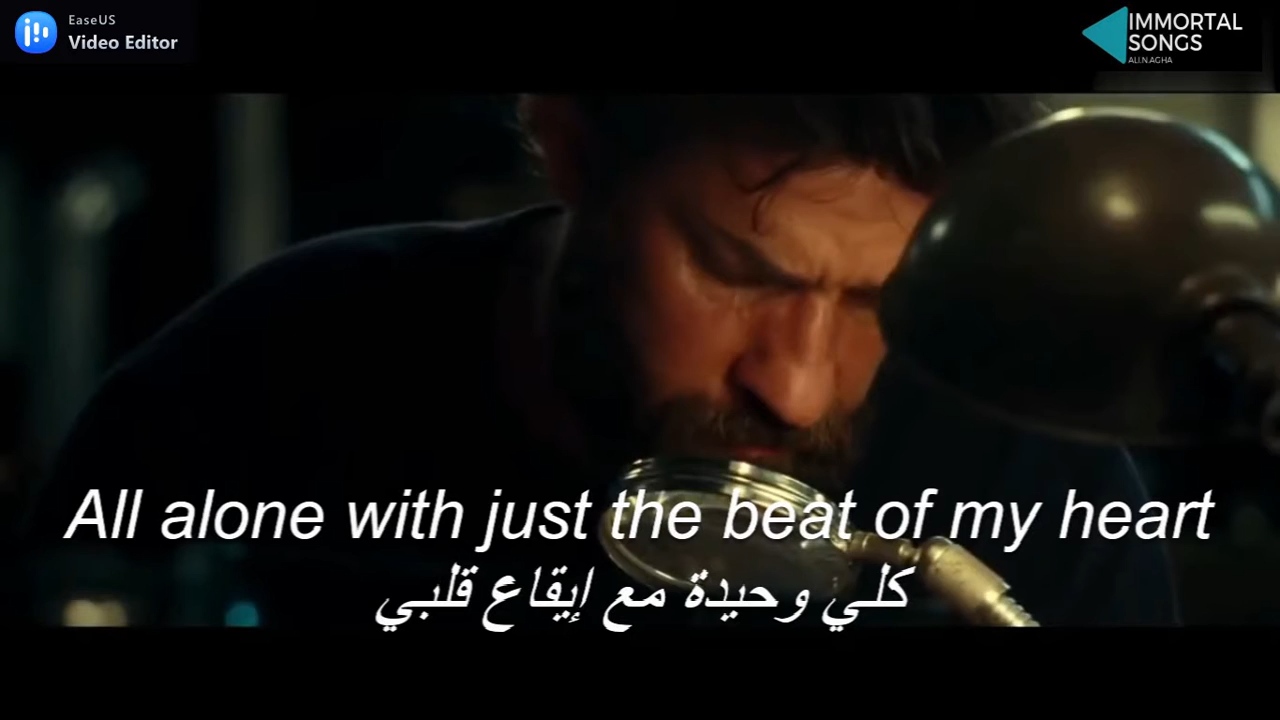 EaseUS
Video Editor
IMMORTAL
SONGS
ALI.N.AGHA
All alone with just the beat of my heart
كلي وحيدة مع إيقاع قلبي